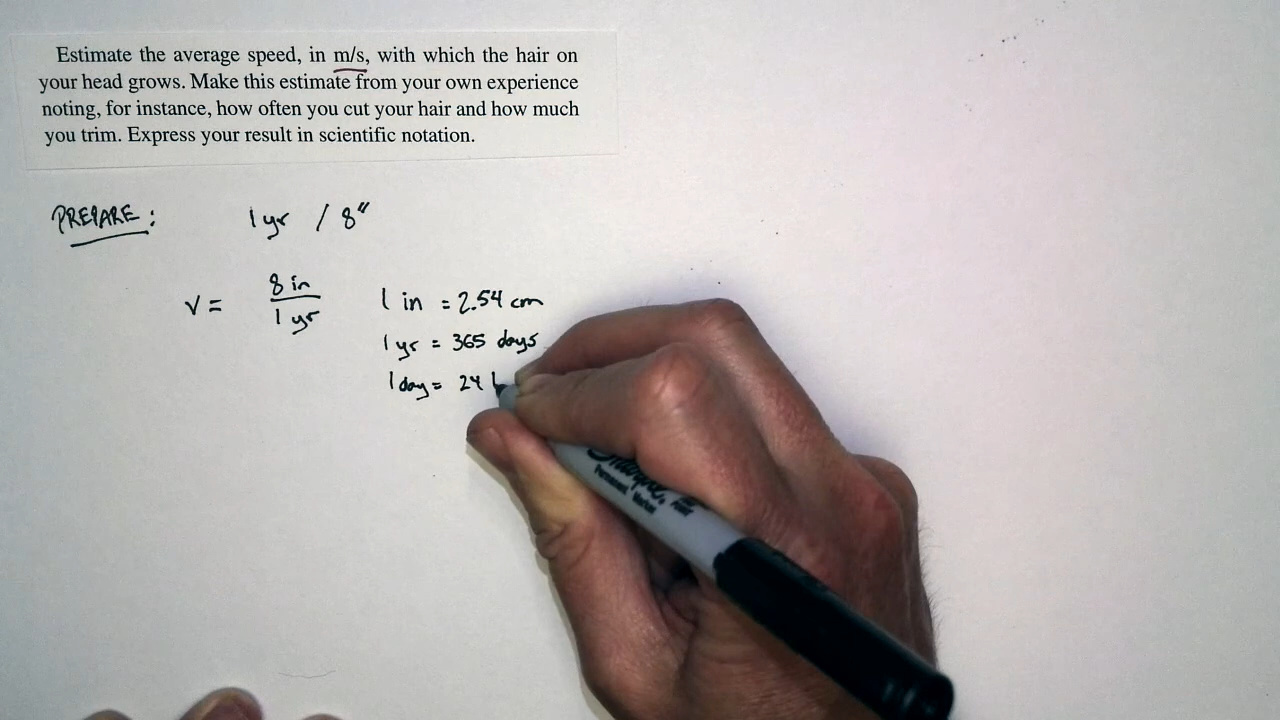 Estimate the average speed, in m/s, with which the hair on
your head grows. Make this estimate from your own experience
noting, for instance, how often you cut your hair and how much
you trim. Express your result in scientific notation.
PREPARE: 1 yr / 8"
v = 8 in / 1 yr
1 in = 2.54 cm
1 yr = 365 days
1 day = 24 h
Sharpie
Permanent Marker